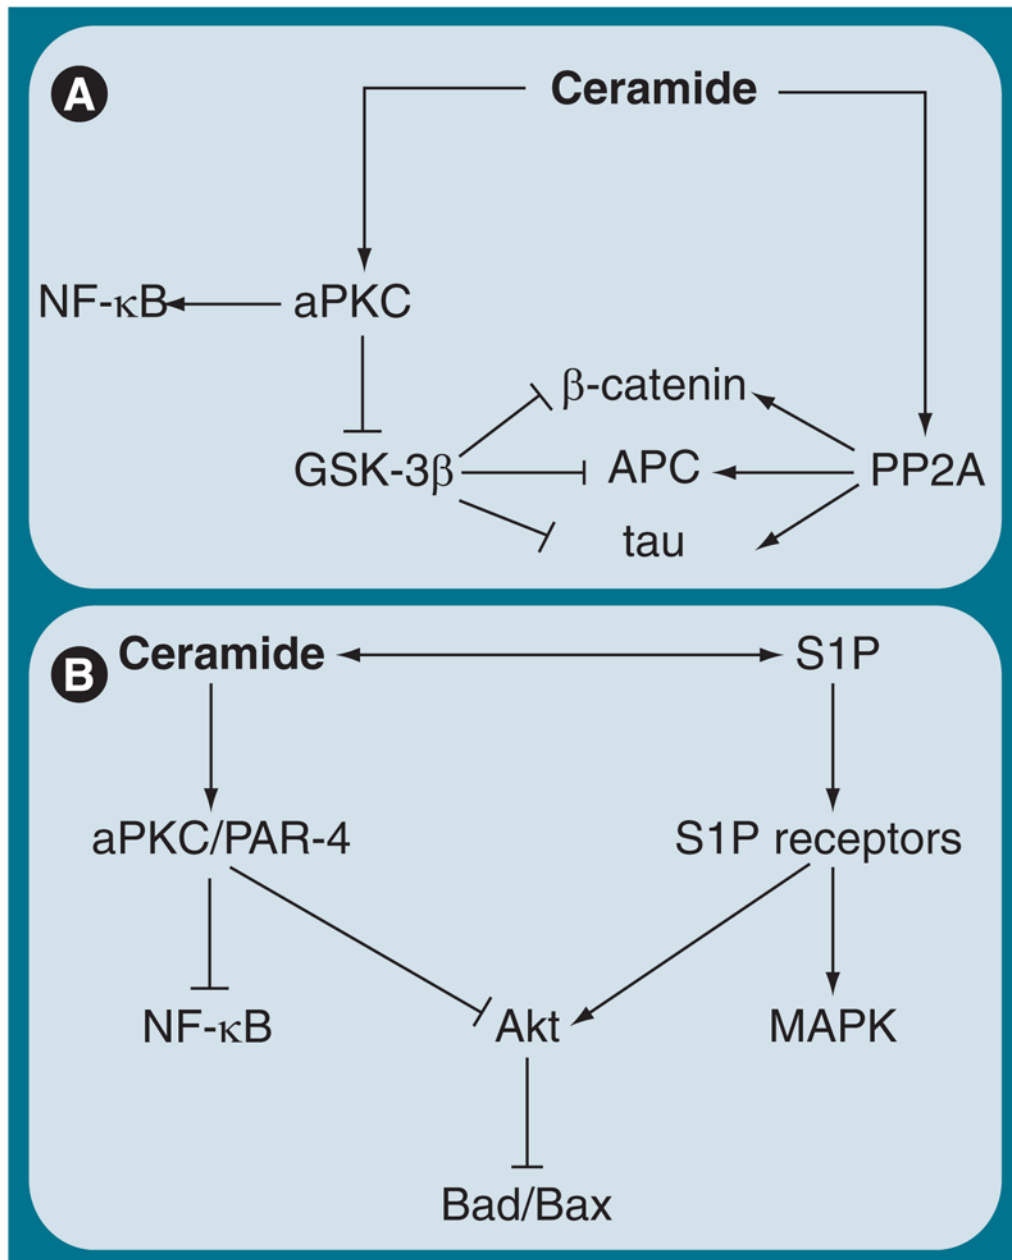 A
Ceramide
NF-κB aPKC
β-catenin
GSK-3β APC PP2A
tau
B Ceramide S1P
aPKC/PAR-4 S1P receptors
NF-κB Akt MAPK
Bad/Bax